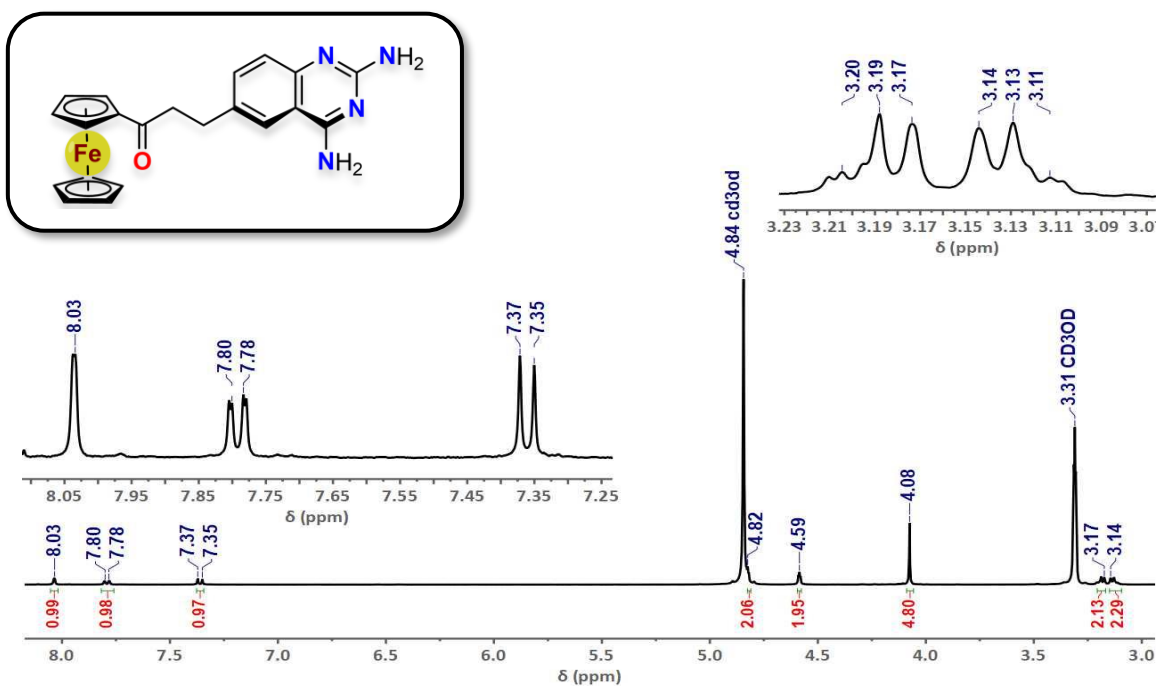 N
NH2
N
NH2
O
Fe
3.20
3.19
3.17
3.14
3.13
3.11
3.23 3.21 3.19 3.17 3.15 3.13 3.11 3.09 3.07
δ (ppm)
8.03
7.80
7.78
7.37
7.35
8.05 7.95 7.85 7.75 7.65 7.55 7.45 7.35 7.25
δ (ppm)
8.03
7.80
7.78
7.37
7.35
4.84 cd3od
4.82
4.59
4.08
3.31 CD3OD
3.17
3.14
0.99
0.98
0.97
2.06
1.95
4.80
2.13
2.29
8.0 7.5 7.0 6.5 6.0 5.5 5.0 4.5 4.0 3.5 3.0
δ (ppm)